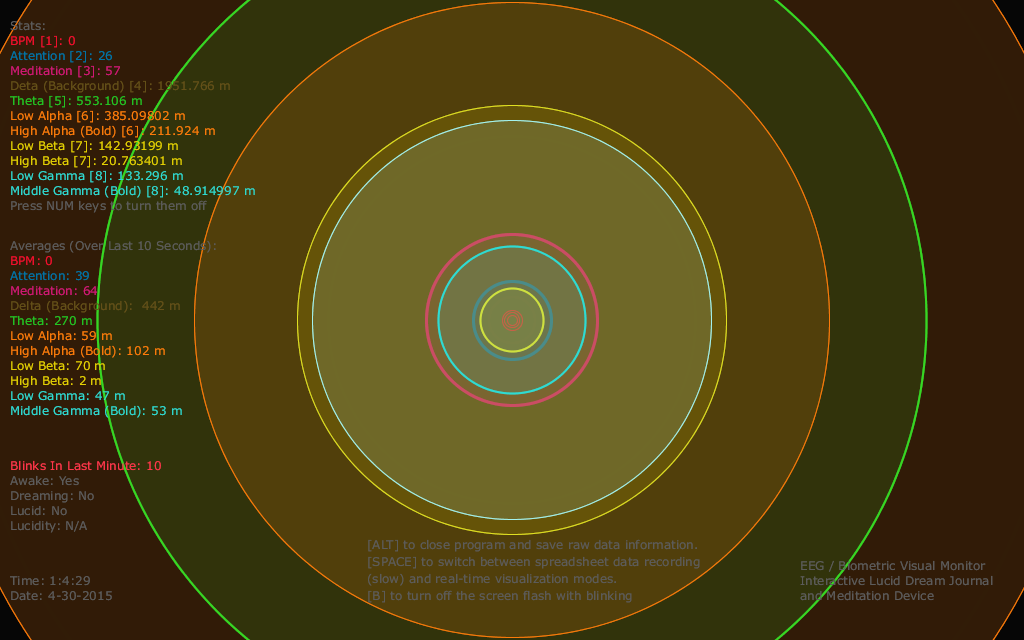 Stats:
BPM [1]: 0
Attention [2]: 26
Meditation [3]: 57
Deta (Background) [4]: 1951.766 m
Theta [5]: 553.106 m
Low Alpha [6]: 385.09802 m
High Alpha (Bold) [6]: 211.924 m
Low Beta [7]: 142.93199 m
High Beta [7]: 20.763401 m
Low Gamma [8]: 133.296 m
Middle Gamma (Bold) [8]: 48.914997 m
Press NUM keys to turn them off
Averages (Over Last 10 Seconds):
BPM: 0
Attention: 39
Meditation: 64
Delta (Background): 442 m
Theta: 270 m
Low Alpha: 59 m
High Alpha (Bold): 102 m
Low Beta: 70 m
High Beta: 2 m
Low Gamma: 47 m
Middle Gamma (Bold): 53 m
Blinks In Last Minute: 10
Awake: Yes
Dreaming: No
Lucid: No
Lucidity: N/A
Time: 1:4:29
Date: 4-30-2015
[ALT] to close program and save raw data information.
[SPACE] to switch between spreadsheet data recording
(slow) and real-time visualization modes.
[B] to turn off the screen flash with blinking
EEG / Biometric Visual Monitor
Interactive Lucid Dream Journal
and Meditation Device